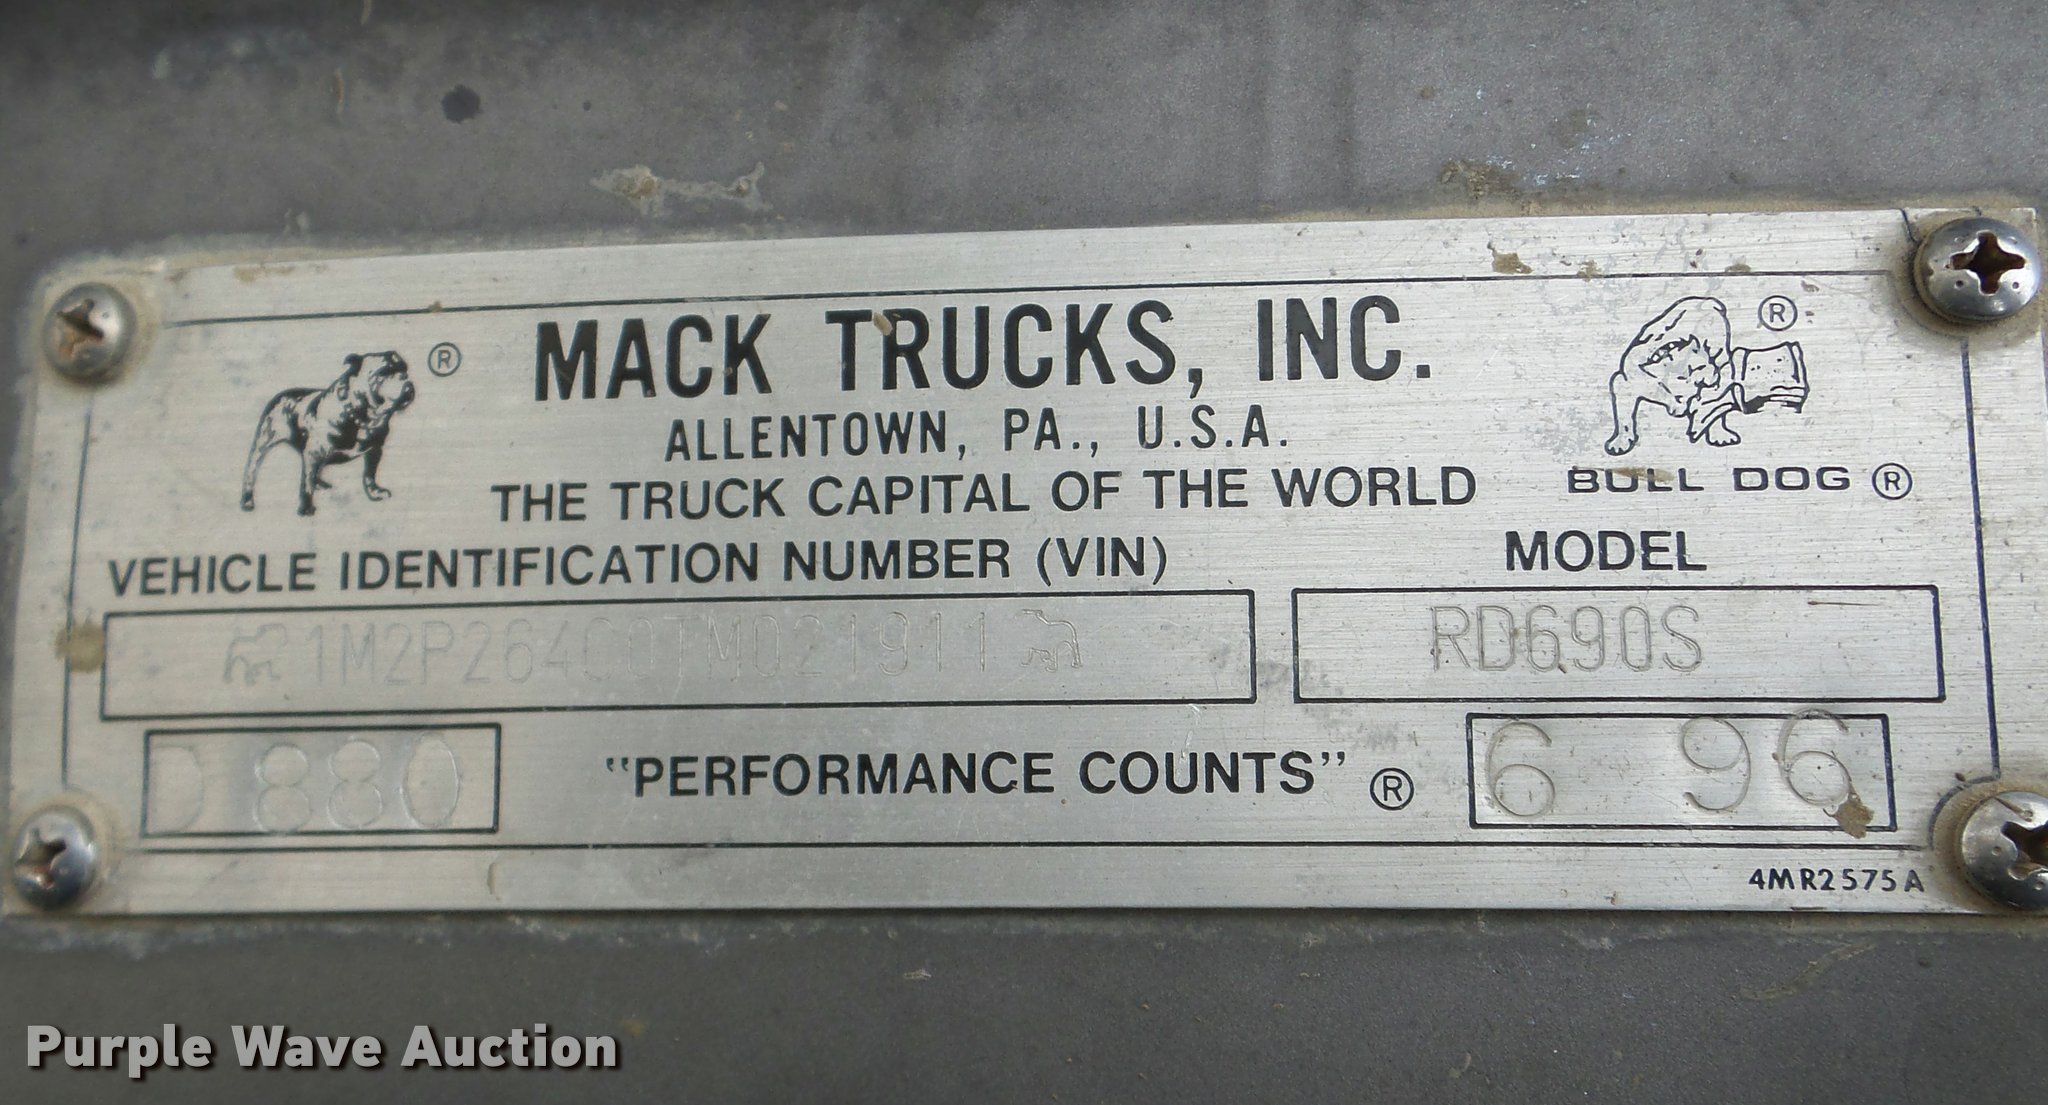 MACK TRUCKS, INC.
ALLENTOWN, PA., U.S.A.
THE TRUCK CAPITAL OF THE WORLD
®
®
BULL DOG ®
VEHICLE IDENTIFICATION NUMBER (VIN)
MODEL
1M2P264C0TM021911
RD690S
D 880
"PERFORMANCE COUNTS" ®
6 96
4MR2575A
Purple Wave Auction